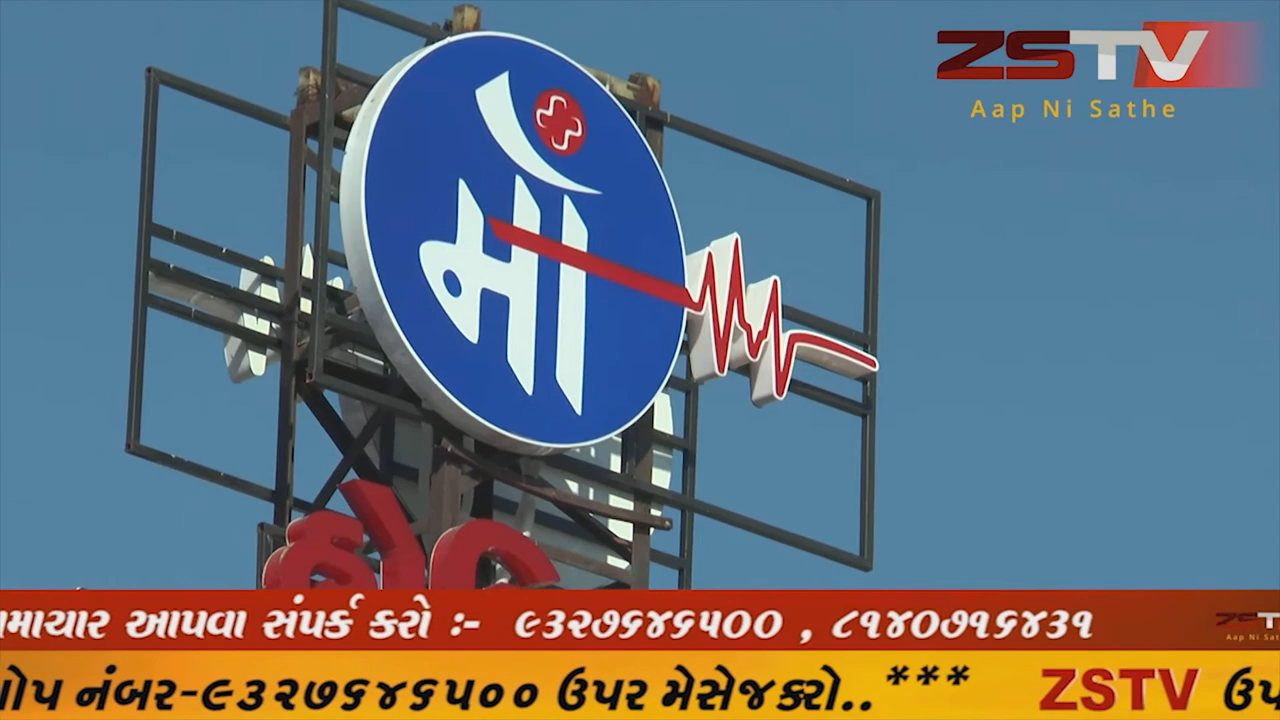 ZSTV
Aap Ni Sathe
માઁ
સંપર્ક કરો :- ૯૩૨૭૬૪૬૫૦૦ , ૮૧૪૦૭૧૬૪૩૧
આપવા
નંબર-૯૩૨૭૬૪૬૫૦૦ ઉપર મેસેજ કરો.. *** ZSTV